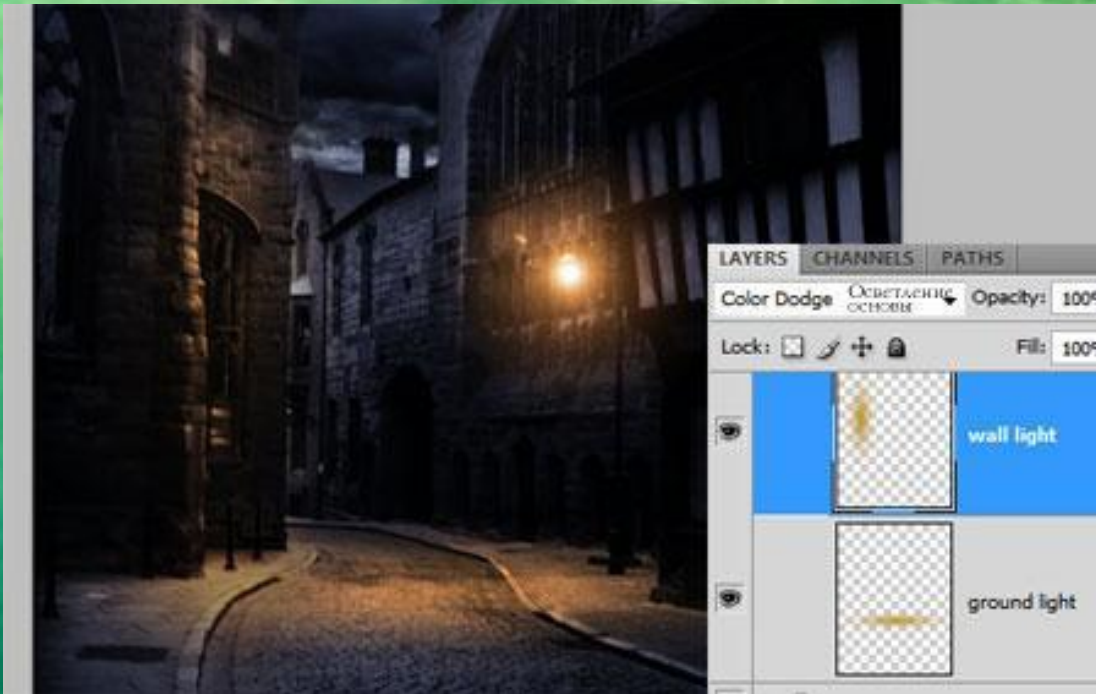 LAYERS CHANNELS PATHS
Color Dodge Осветление основы Opacity: 100%
Lock: Fill: 100%
wall light
ground light